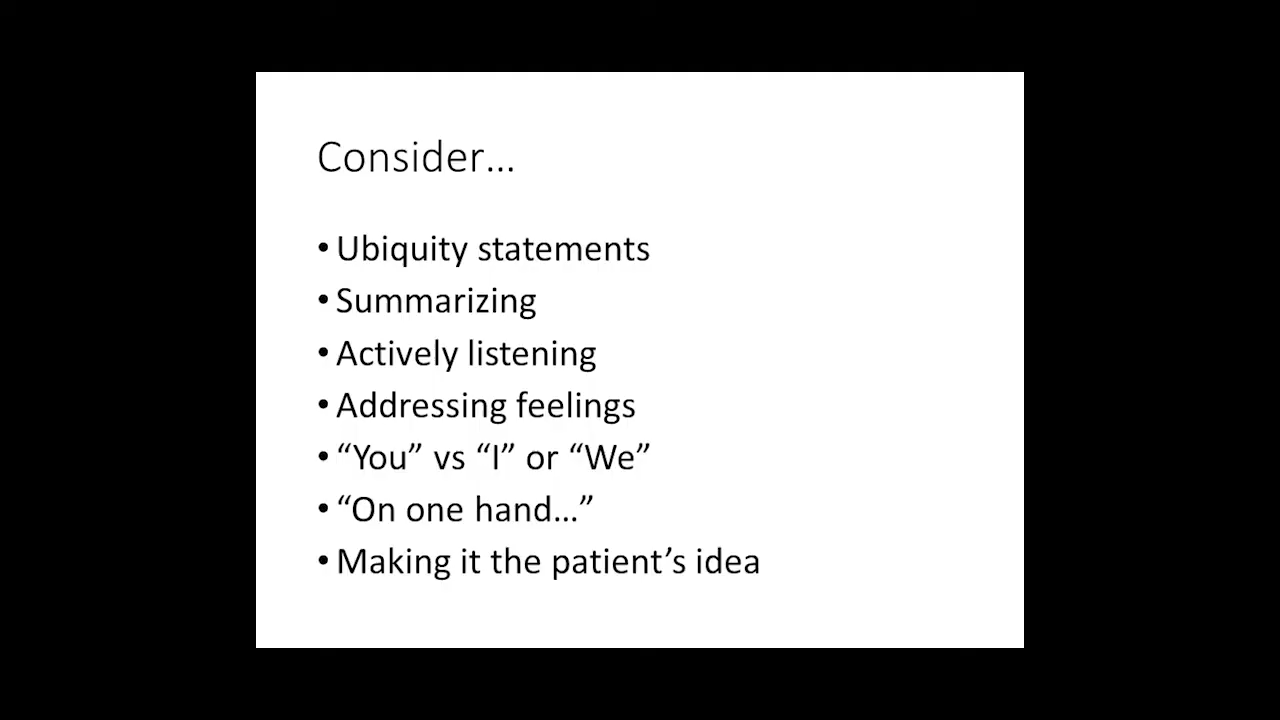 Consider…
• Ubiquity statements
• Summarizing
• Actively listening
• Addressing feelings
• “You” vs “I” or “We”
• “On one hand…”
• Making it the patient’s idea